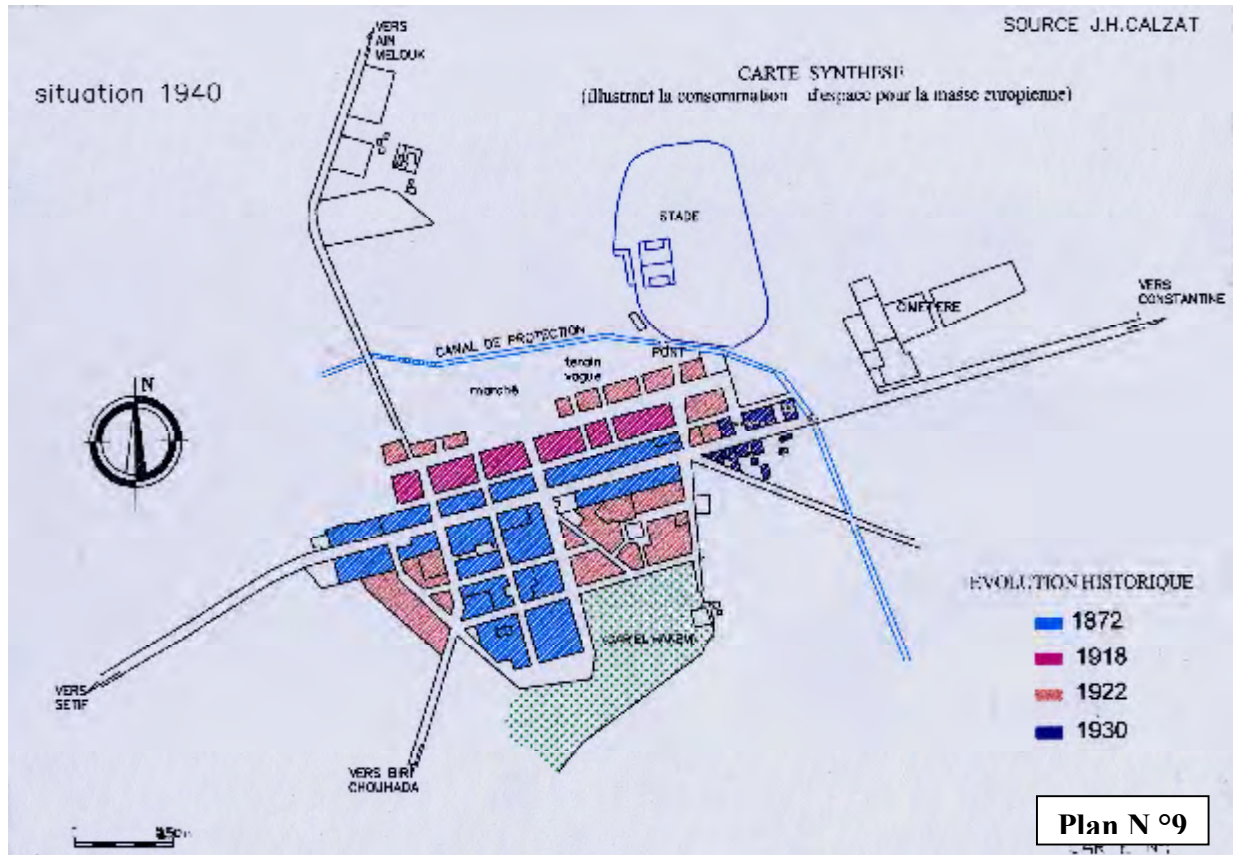 SOURCE J.H.CALZAT
situation 1940
CARTE SYNTHESE
(illustrant la consommation d'espace pour la masse europienne)
VERS
AIN
MELOUK
STADE
CIMETERE
VERS
CONSTANTINE
CANAL DE PROTECTION
PONT
terrain
vague
marché
N
EVOLUTION HISTORIQUE
1872
1918
1922
1930
VERS
SETIF
VERS BIR
CHOUHADA
Plan N °9